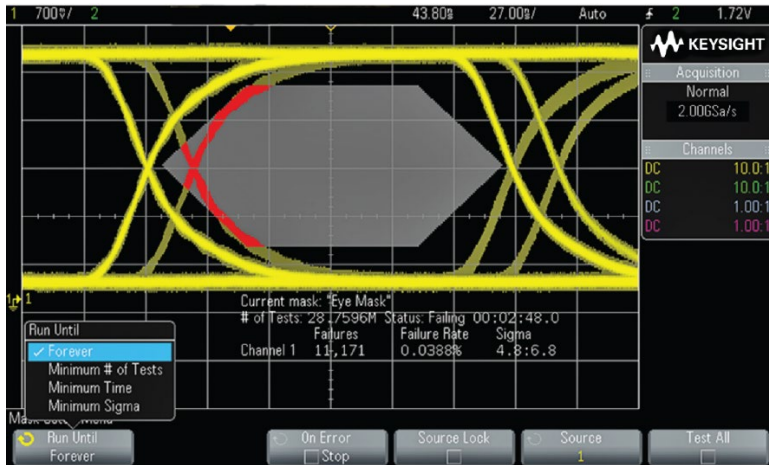 1 700▽/ 2 43.80▽ 27.00▽/ Auto 2 1.72V
KEYSIGHT
Acquisition
Normal
2.00GSa/s
Channels
DC 10.0:1
DC 10.0:1
DC 1.00:1
DC 1.00:1
1 1
Current mask: "Eye Mask"
# of Tests: 28.7596M Status: Failing 00:02:48.0
Failures Failure Rate Sigma
Channel 1 11,171 0.0388% 4.8:6.8
Run Until
✓ Forever
Minimum # of Tests
Minimum Time
Minimum Sigma
Menu
Run Until
Forever
On Error
Stop
Source Lock
Source
1
Test All